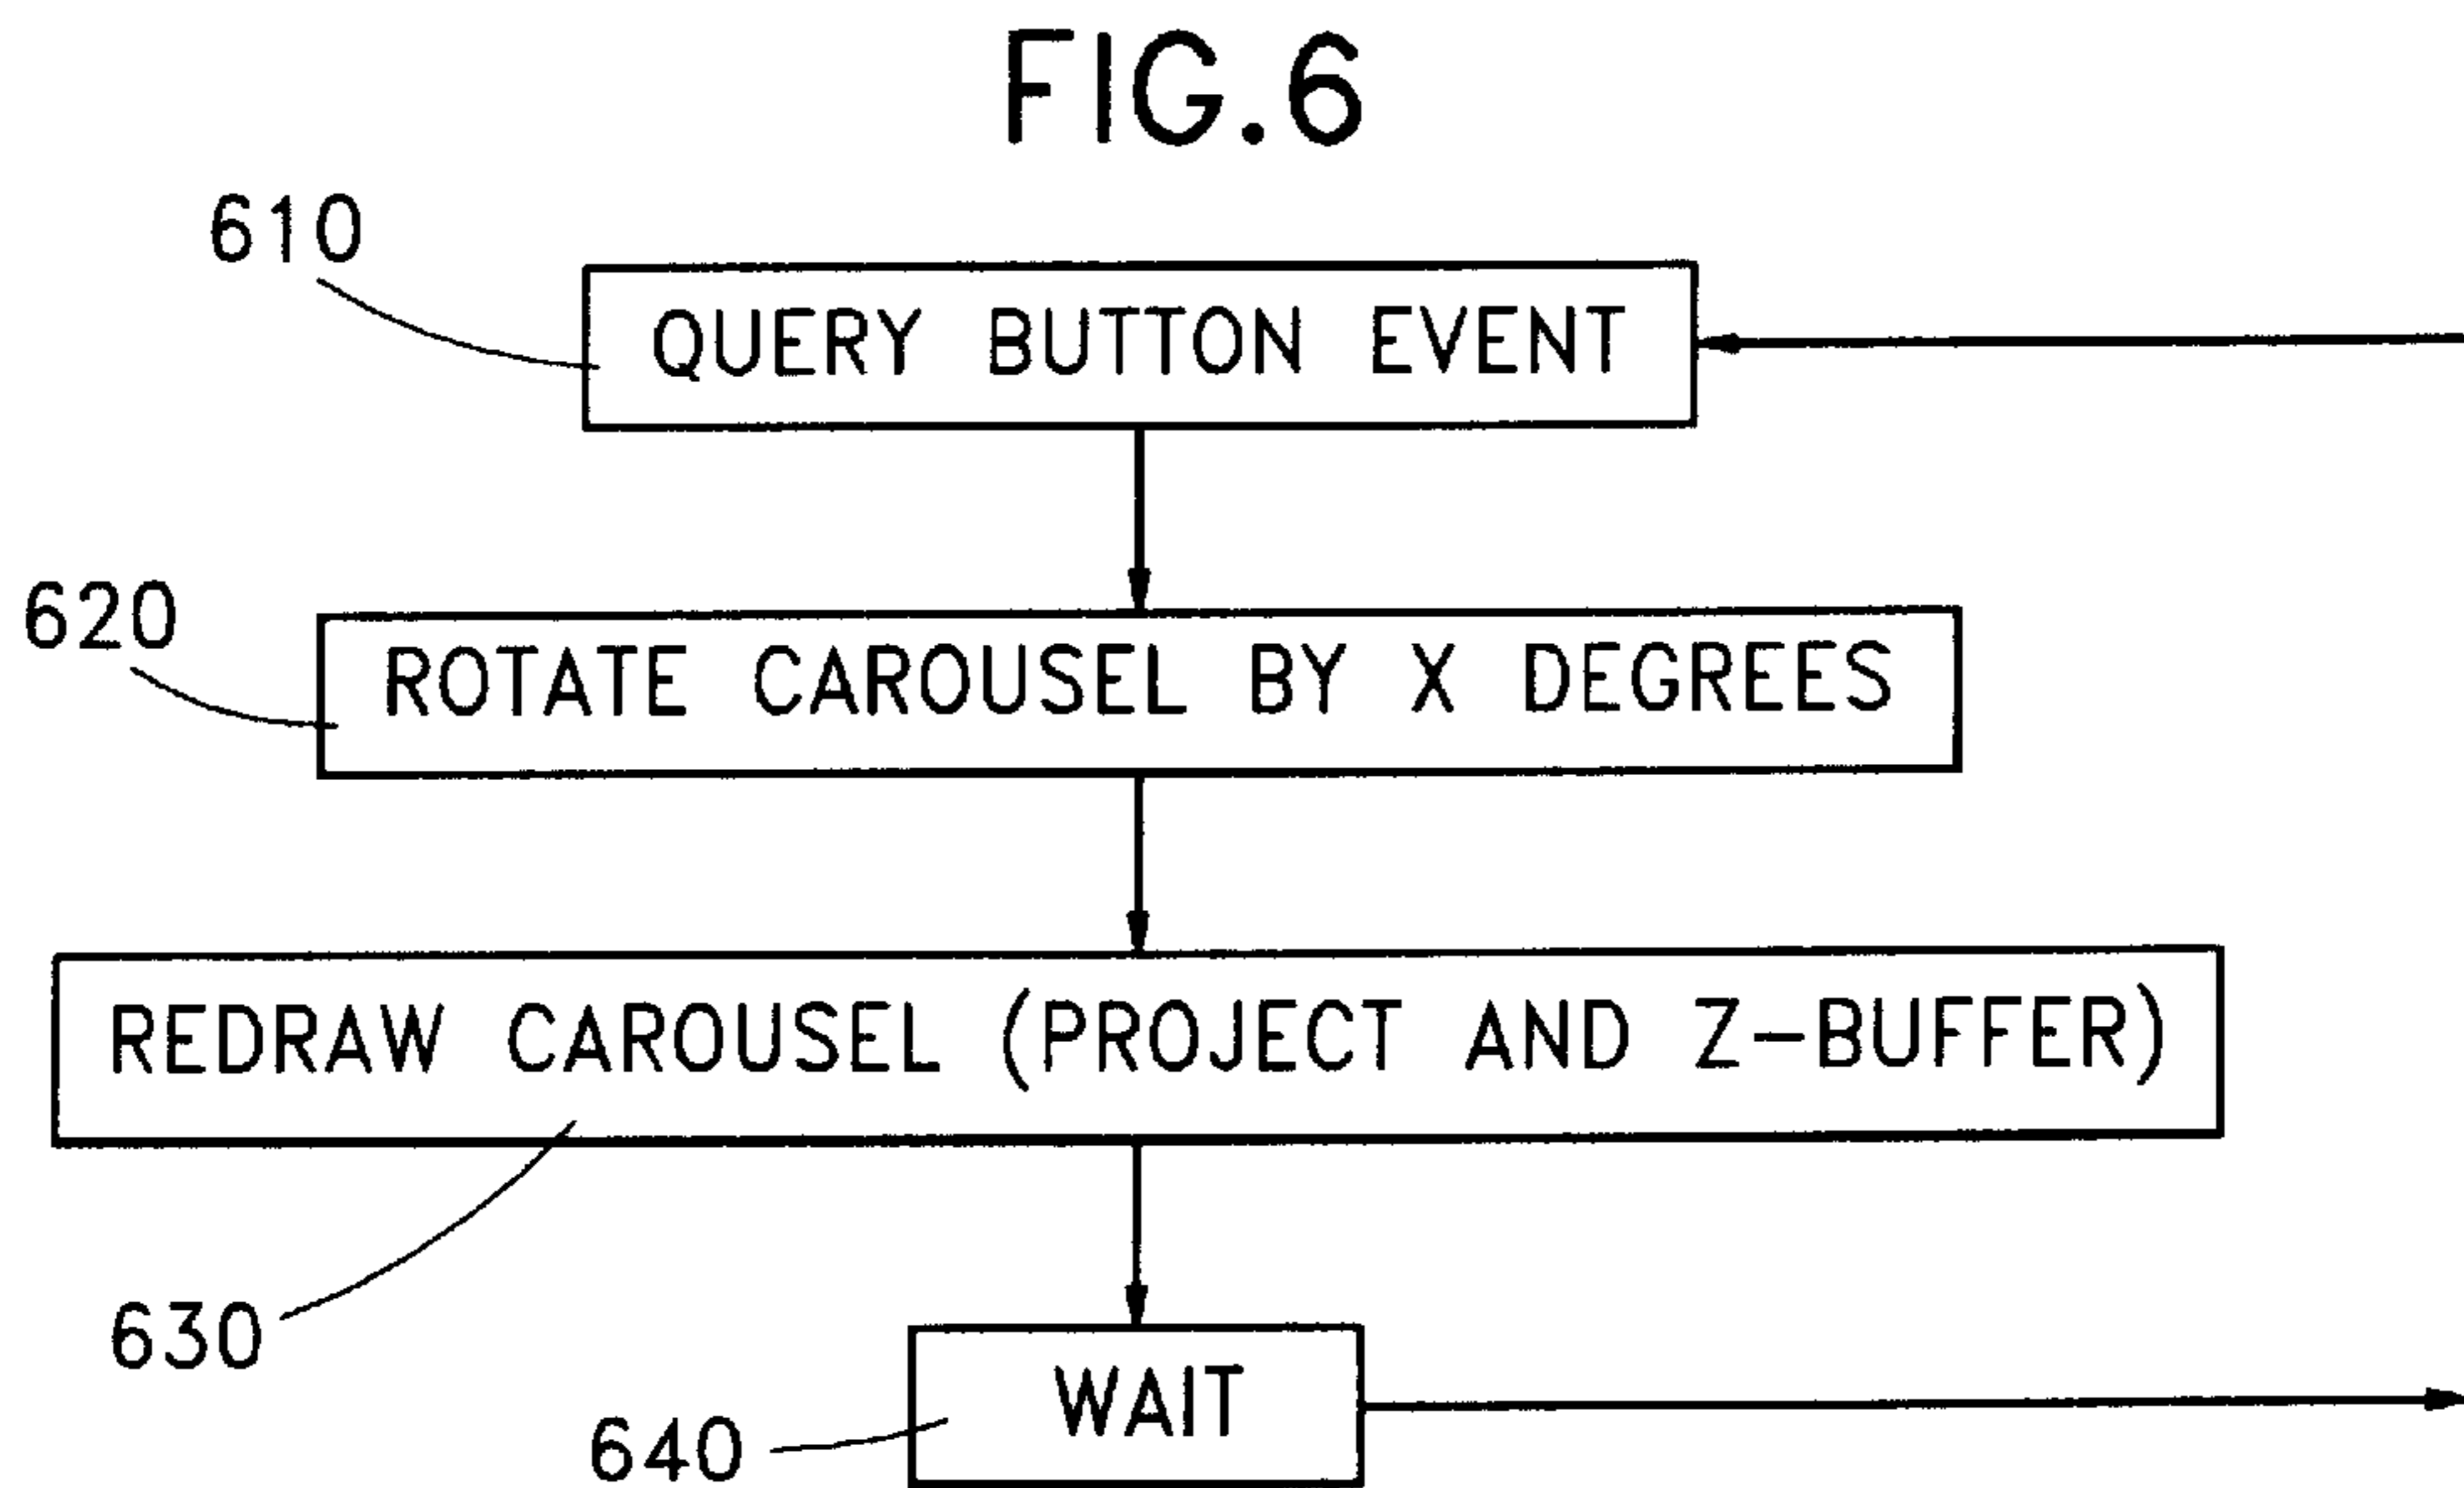 FIG.6
610
QUERY BUTTON EVENT
620
ROTATE CAROUSEL BY X DEGREES
REDRAW CAROUSEL (PROJECT AND Z-BUFFER)
630
WAIT
640